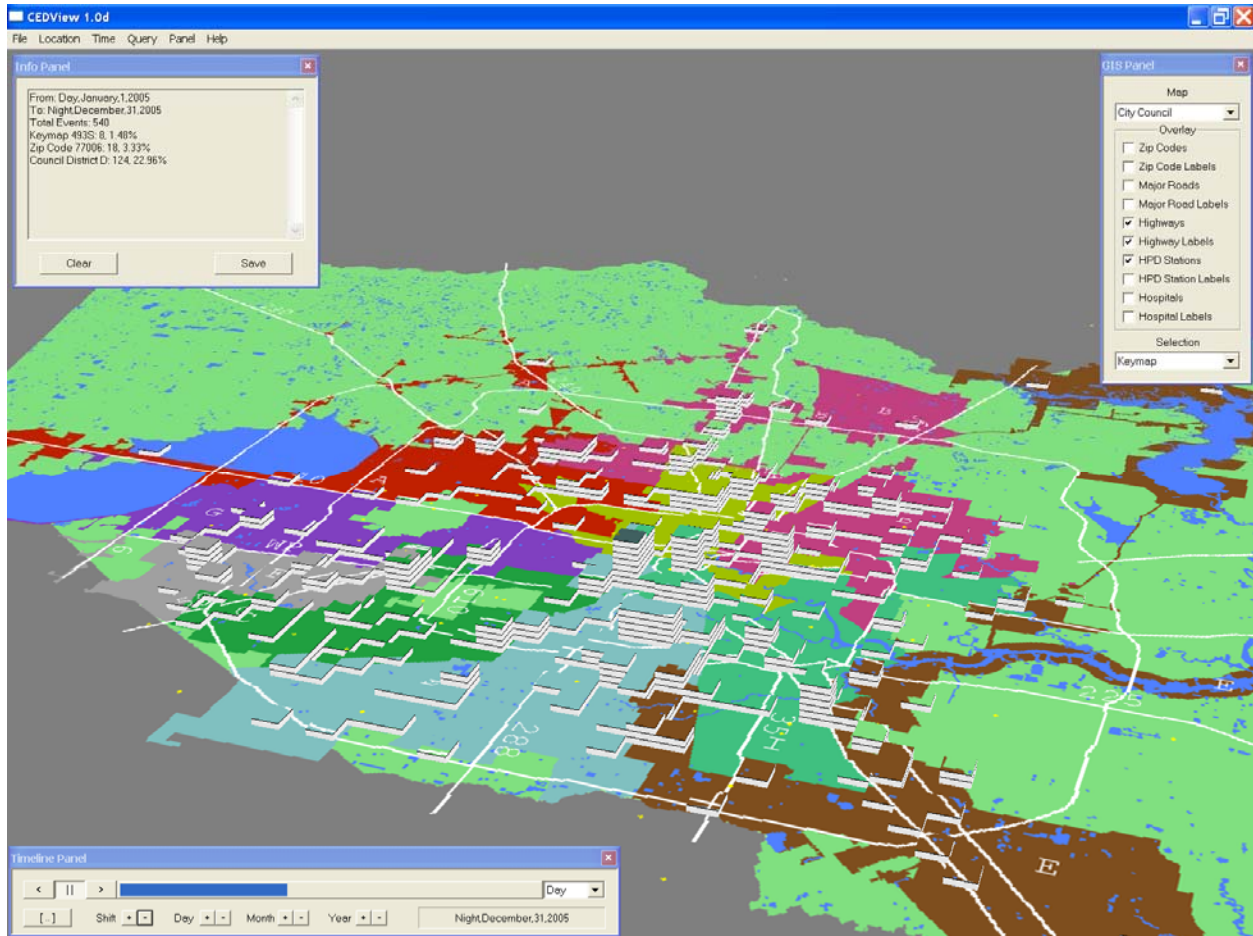 CEDView 1.0d
File Location Time Query Panel Help
Info Panel
From: Day,January,1,2005
To: Night,December,31,2005
Total Events: 540
Keymap 493S: 8, 1.48%
Zip Code 77006: 18, 3.33%
Council District D: 124, 22.96%
Clear Save
GIS Panel
Map
City Council
Overlay
Zip Codes
Zip Code Labels
Major Roads
Major Road Labels
Highways
Highway Labels
HPD Stations
HPD Station Labels
Hospitals
Hospital Labels
Selection
Keymap
B
A
G
E
610
288
35H
225
E
E
Timeline Panel
< || > Day
[..] Shift + - Day + - Month + - Year + - Night,December,31,2005